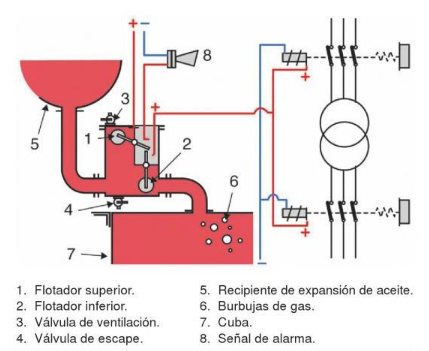 + −
8
3
+
+
5
1
2
4
6
7
+
−
1. Flotador superior.
2. Flotador inferior.
3. Válvula de ventilación.
4. Válvula de escape.
5. Recipiente de expansión de aceite.
6. Burbujas de gas.
7. Cuba.
8. Señal de alarma.